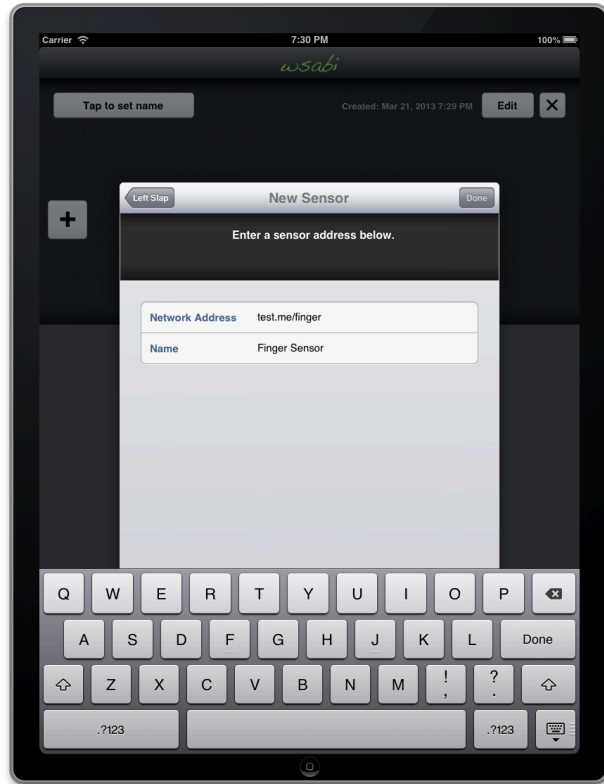 Carrier 7:30 PM 100%
wsabi
Tap to set name Created: Mar 21, 2013 7:29 PM Edit
Left Slap New Sensor Done
Enter a sensor address below.
Network Address test.me/finger
Name Finger Sensor
Q W E R T Y U I O P
A S D F G H J K L Done
Z X C V B N M ! , ? .
.?123 .?123